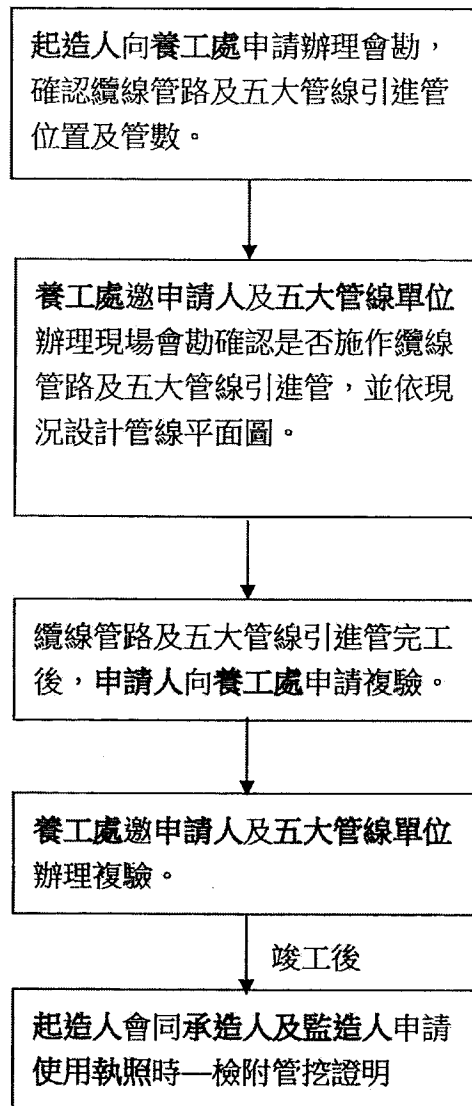 起造人向養工處申請辦理會勘，
確認纜線管路及五大管線引進管
位置及管數。
養工處邀申請人及五大管線單位
辦理現場會勘確認是否施作纜線
管路及五大管線引進管，並依現
況設計管線平面圖。
纜線管路及五大管線引進管完工
後，申請人向養工處申請複驗。
養工處邀申請人及五大管線單位
辦理複驗。
竣工後
起造人會同承造人及監造人申請
使用執照時—檢附管挖證明